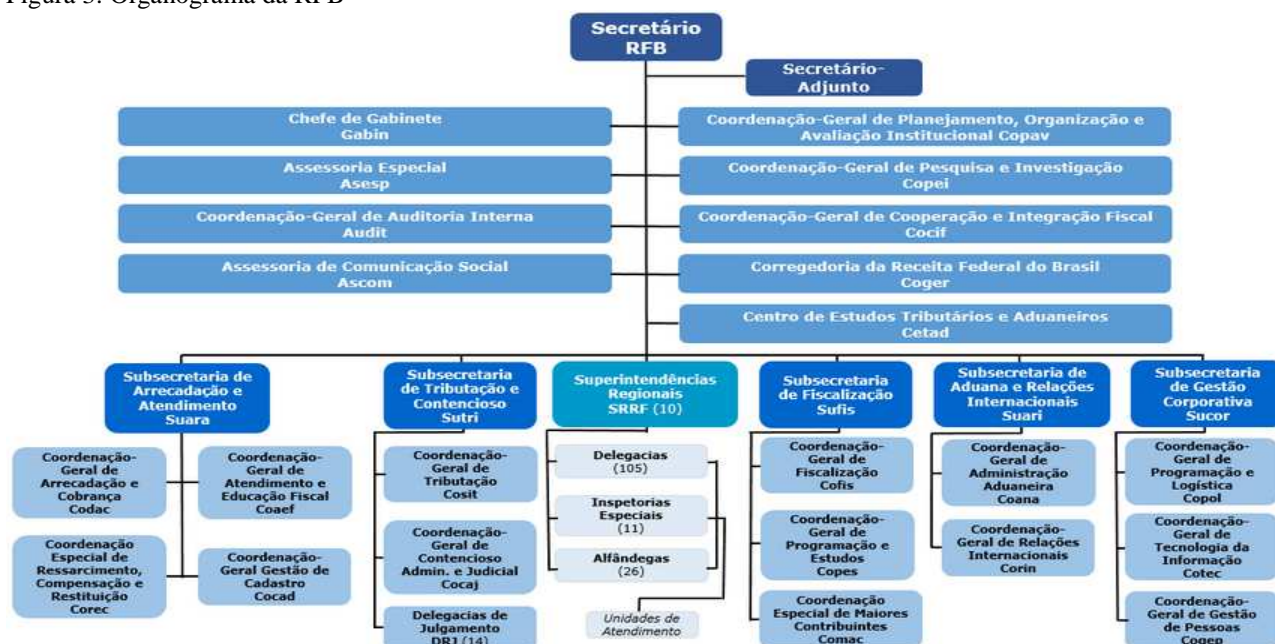 Figura 3: Organograma da RFB
Secretário
RFB
Secretário-
Adjunto
Chefe de Gabinete
Gabin
Coordenação-Geral de Planejamento, Organização e
Avaliação Institucional Copav
Assessoria Especial
Asesp
Coordenação-Geral de Pesquisa e Investigação
Copei
Coordenação-Geral de Auditoria Interna
Audit
Coordenação-Geral de Cooperação e Integração Fiscal
Cocif
Assessoria de Comunicação Social
Ascom
Corregedoria da Receita Federal do Brasil
Coger
Centro de Estudos Tributários e Aduaneiros
Cetad
Subsecretaria de
Arrecadação e
Atendimento
Suara
Coordenação-
Geral de
Arrecadação e
Cobrança
Codac
Coordenação-
Geral de
Atendimento e
Educação Fiscal
Coaef
Coordenação
Especial de
Ressarcimento,
Compensação e
Restituição
Corec
Coordenação-
Geral Gestão de
Cadastro
Cocad
Subsecretaria
de Tributação e
Contencioso
Sutri
Coordenação-
Geral de
Tributação
Cosit
Coordenação-
Geral de
Contencioso
Admin. e Judicial
Cocaj
Delegacias de
Julgamento
DRJ (14)
Superintendências
Regionais
SRRF (10)
Delegacias
(105)
Inspetorias
Especiais
(11)
Alfândegas
(26)
Unidades de
Atendimento
Subsecretaria
de Fiscalização
Sufis
Coordenação-
Geral de
Fiscalização
Cofis
Coordenação-
Geral de
Programação e
Estudos
Copes
Coordenação
Especial de Maiores
Contribuintes
Comac
Subsecretaria de
Aduana e Relações
Internacionais
Suari
Coordenação-
Geral de
Administração
Aduaneira
Coana
Coordenação-
Geral de Relações
Internacionais
Corin
Subsecretaria
de Gestão
Corporativa
Sucor
Coordenação-
Geral de
Programação e
Logística
Copol
Coordenação-
Geral de
Tecnologia da
Informação
Cotec
Coordenação-
Geral de Gestão
de Pessoas
Cogep